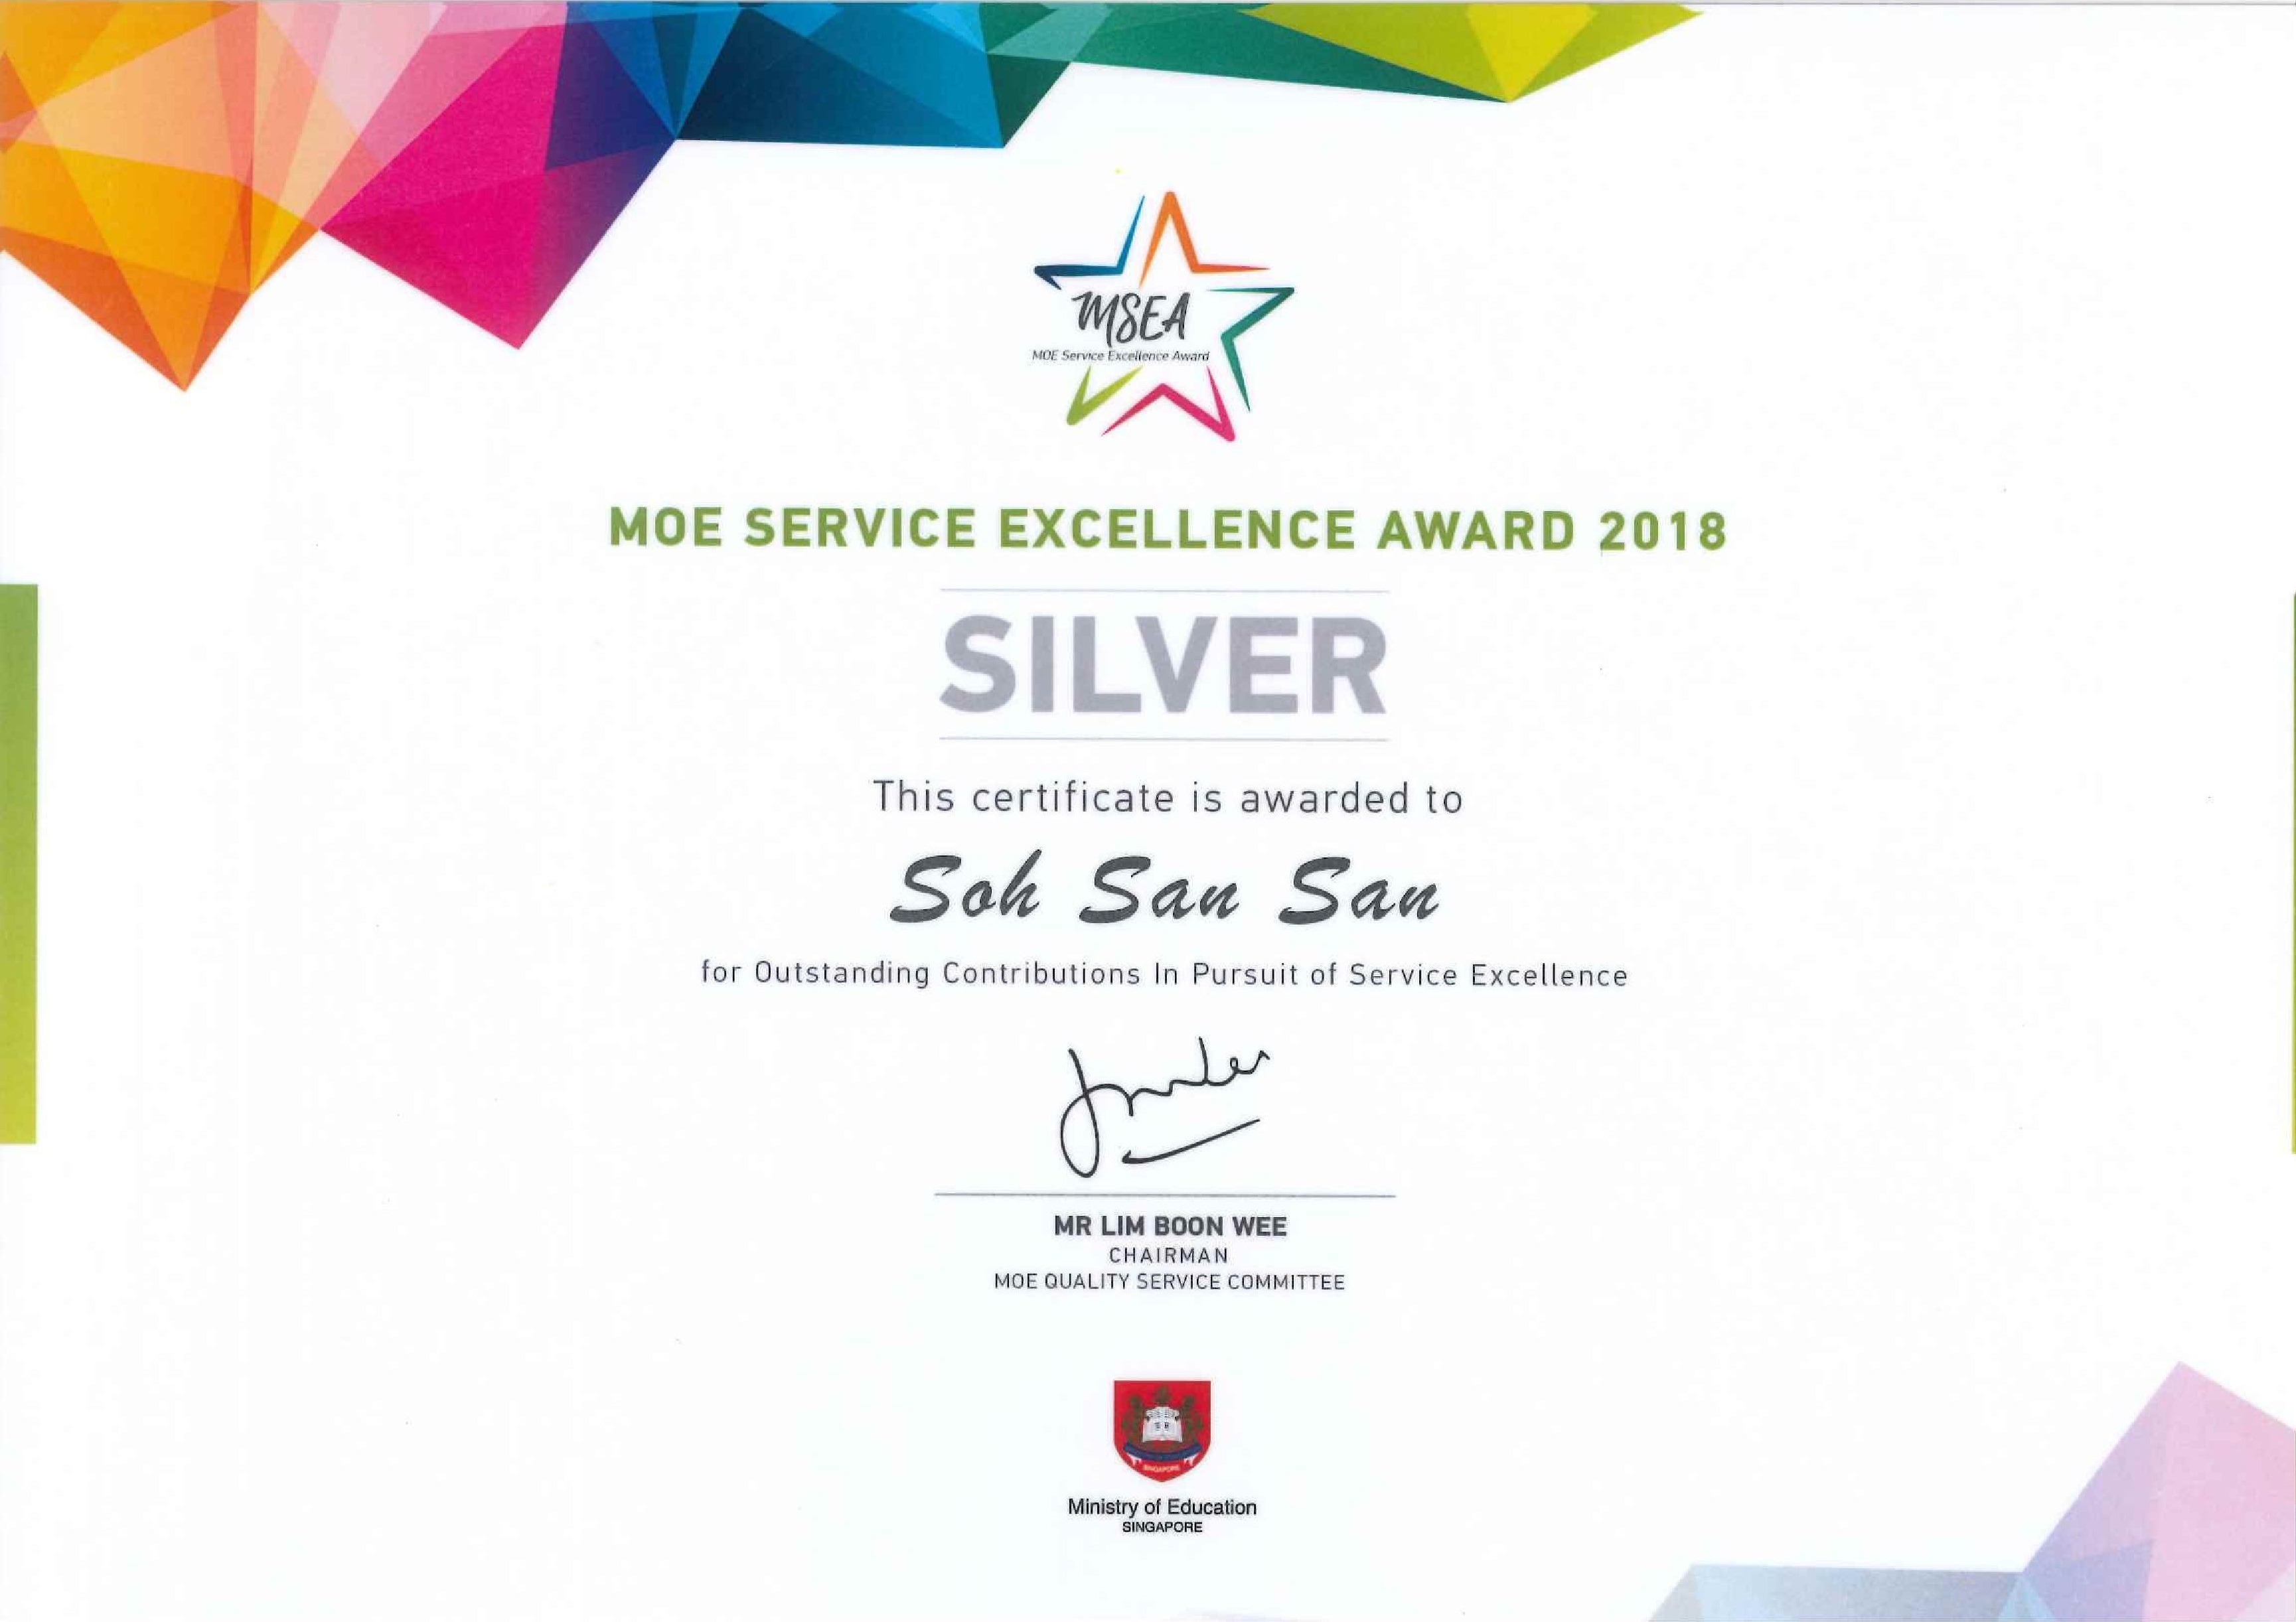 MSEA
MOE Service Excellence Award
MOE SERVICE EXCELLENCE AWARD 2018
SILVER
This certificate is awarded to
Soh San San
for Outstanding Contributions In Pursuit of Service Excellence
MR LIM BOON WEE
CHAIRMAN
MOE QUALITY SERVICE COMMITTEE
SINGAPORE
Ministry of Education
SINGAPORE